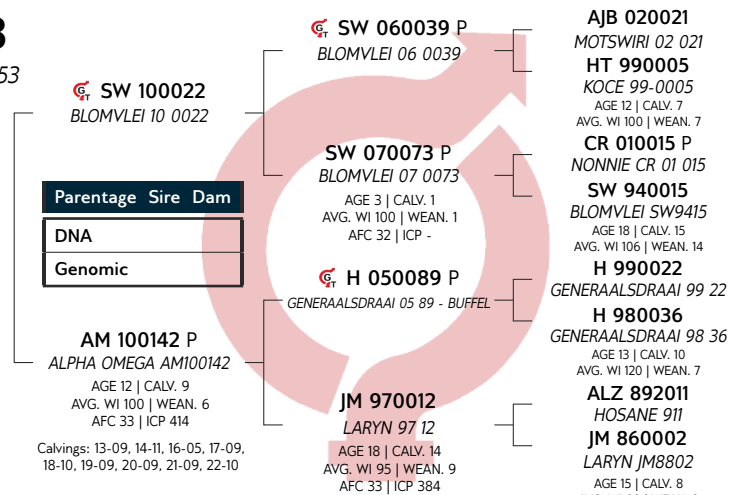 3
53
SW 100022
BLOMVLEI 10 0022
Parentage Sire Dam
DNA
Genomic
AM 100142 P
ALPHA OMEGA AM100142
AGE 12 | CALV. 9
AVG. WI 100 | WEAN. 6
AFC 33 | ICP 414
Calvings: 13-09, 14-11, 16-05, 17-09,
18-10, 19-09, 20-09, 21-09, 22-10
GT SW 060039 P
BLOMVLEI 06 0039
SW 070073 P
BLOMVLEI 07 0073
AGE 3 | CALV. 1
AVG. WI 100 | WEAN. 1
AFC 32 | ICP -
GT H 050089 P
GENERAALSDRAAI 05 89 - BUFFEL
JM 970012
LARYN 97 12
AGE 18 | CALV. 14
AVG. WI 95 | WEAN. 9
AFC 33 | ICP 384
AJB 020021
MOTSWIRI 02 021
HT 990005
KOCE 99-0005
AGE 12 | CALV. 7
AVG. WI 100 | WEAN. 7
CR 010015 P
NONNIE CR 01 015
SW 940015
BLOMVLEI SW9415
AGE 18 | CALV. 15
AVG. WI 106 | WEAN. 14
H 990022
GENERAALSDRAAI 99 22
H 980036
GENERAALSDRAAI 98 36
AGE 13 | CALV. 10
AVG. WI 120 | WEAN. 7
ALZ 892011
HOSANE 911
JM 860002
LARYN JM8802
AGE 15 | CALV. 8